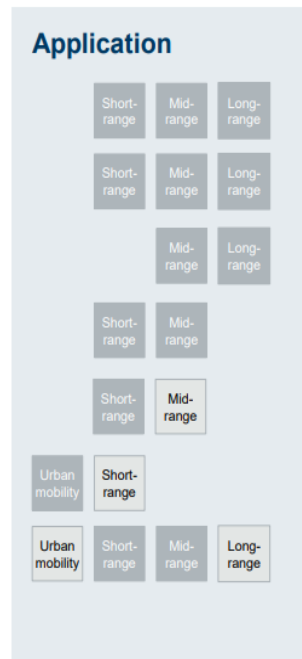 Application
Short- Mid- Long-
range range range
Short- Mid- Long-
range range range
Mid- Long-
range range
Short- Mid-
range range
Short- Mid-
range range
Urban Short-
mobility range
Urban Short- Mid- Long-
mobility range range range